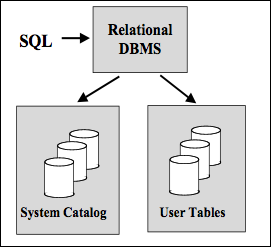 SQL
Relational
DBMS
System Catalog
User Tables